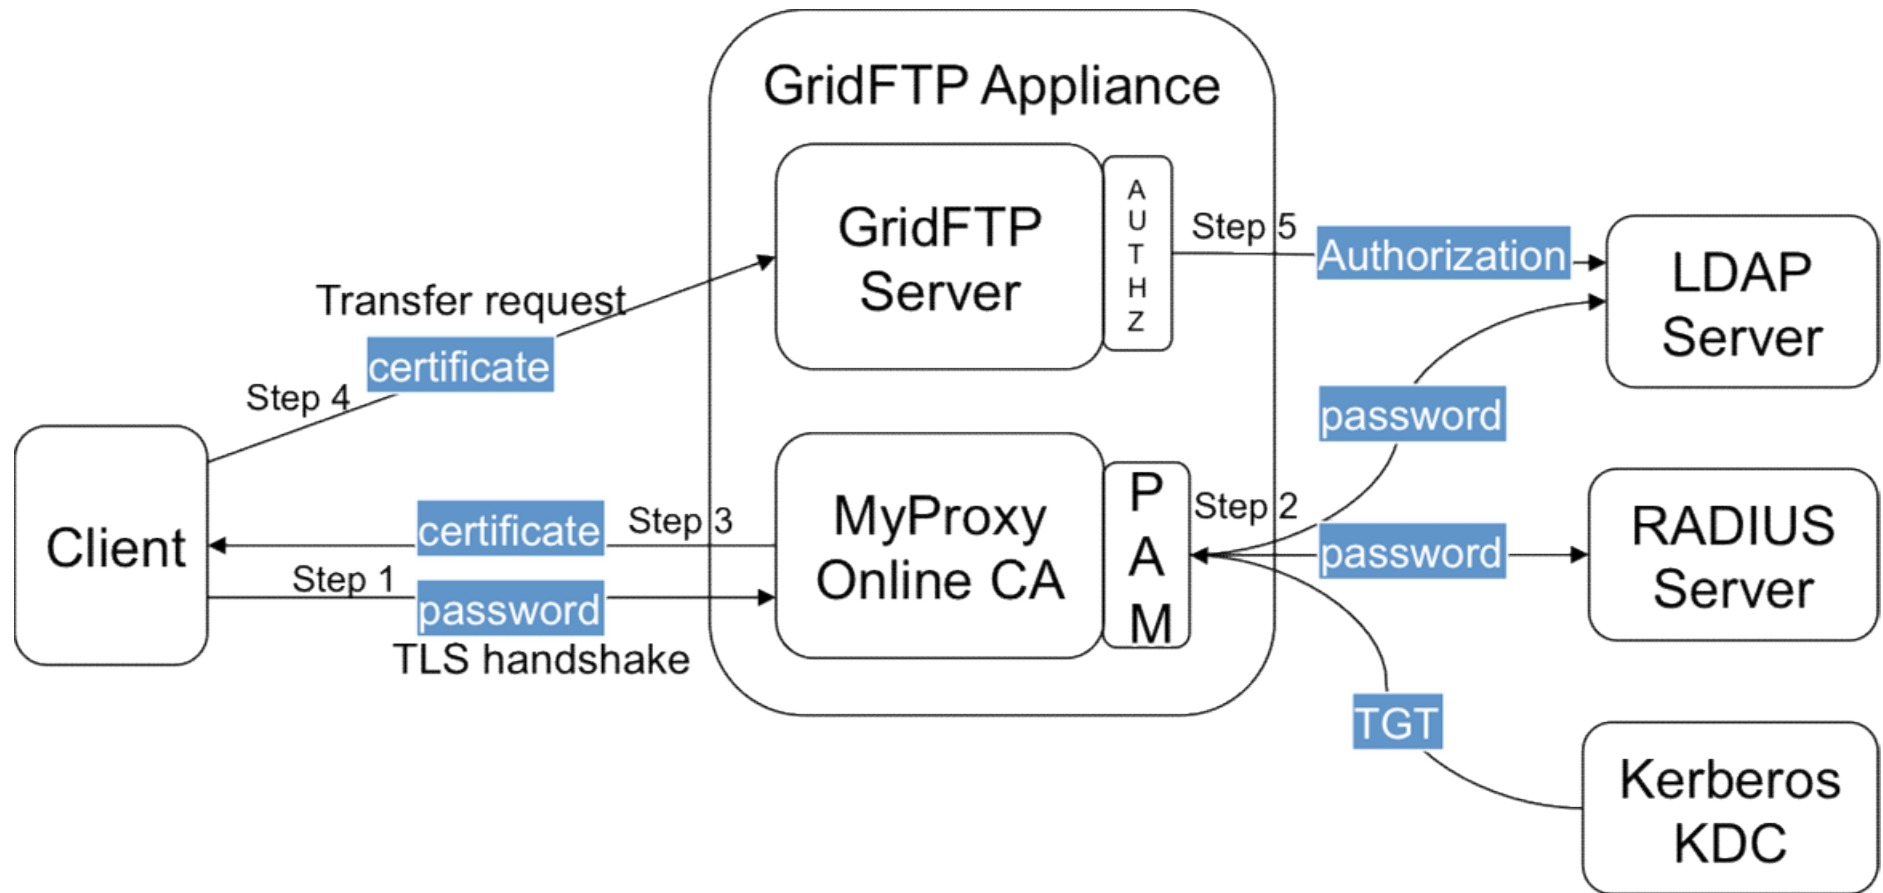 GridFTP Appliance
GridFTP
Server
A
U
T
H
Z
Step 5
Authorization
LDAP
Server
Transfer request
certificate
Step 4
password
Client
certificate
Step 3
Step 1
password
TLS handshake
MyProxy
Online CA
P
A
M
Step 2
password
RADIUS
Server
TGT
Kerberos
KDC